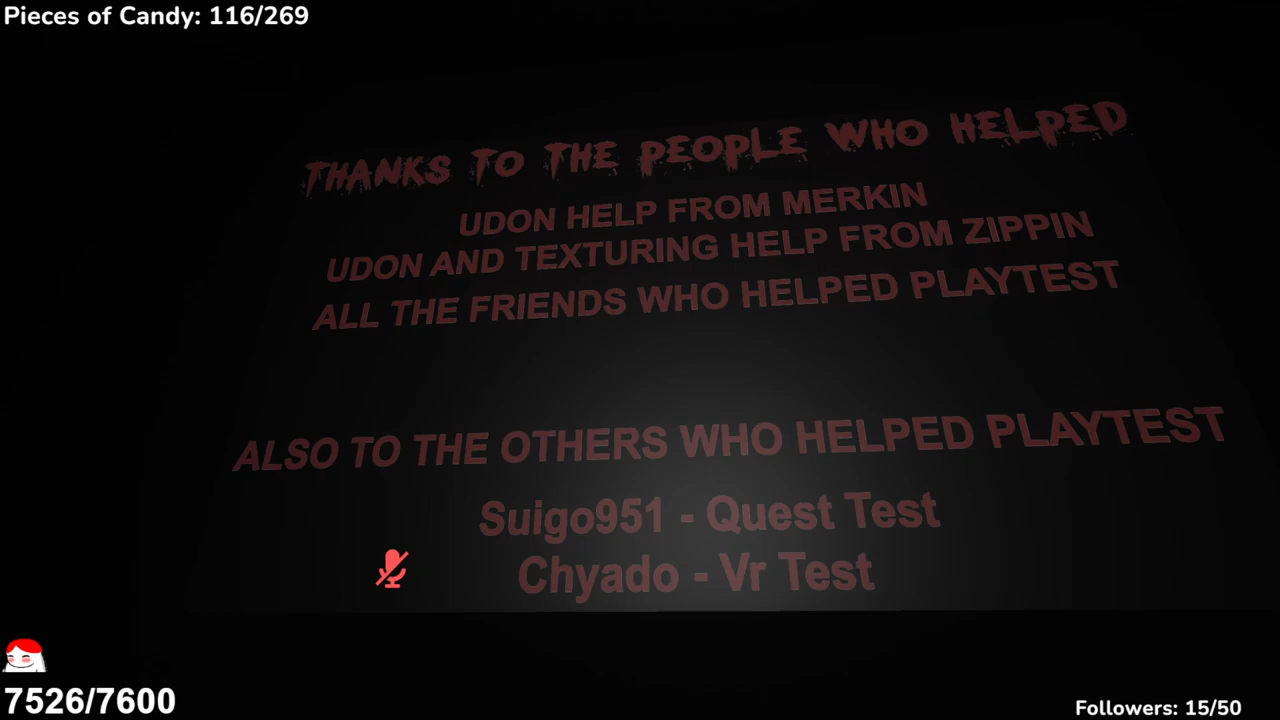 Pieces of Candy: 116/269
THANKS TO THE PEOPLE WHO HELPED
UDON HELP FROM MERKIN
UDON AND TEXTURING HELP FROM ZIPPIN
ALL THE FRIENDS WHO HELPED PLAYTEST
ALSO TO THE OTHERS WHO HELPED PLAYTEST
Suigo951 - Quest Test
Chyado - Vr Test
7526/7600
Followers: 15/50